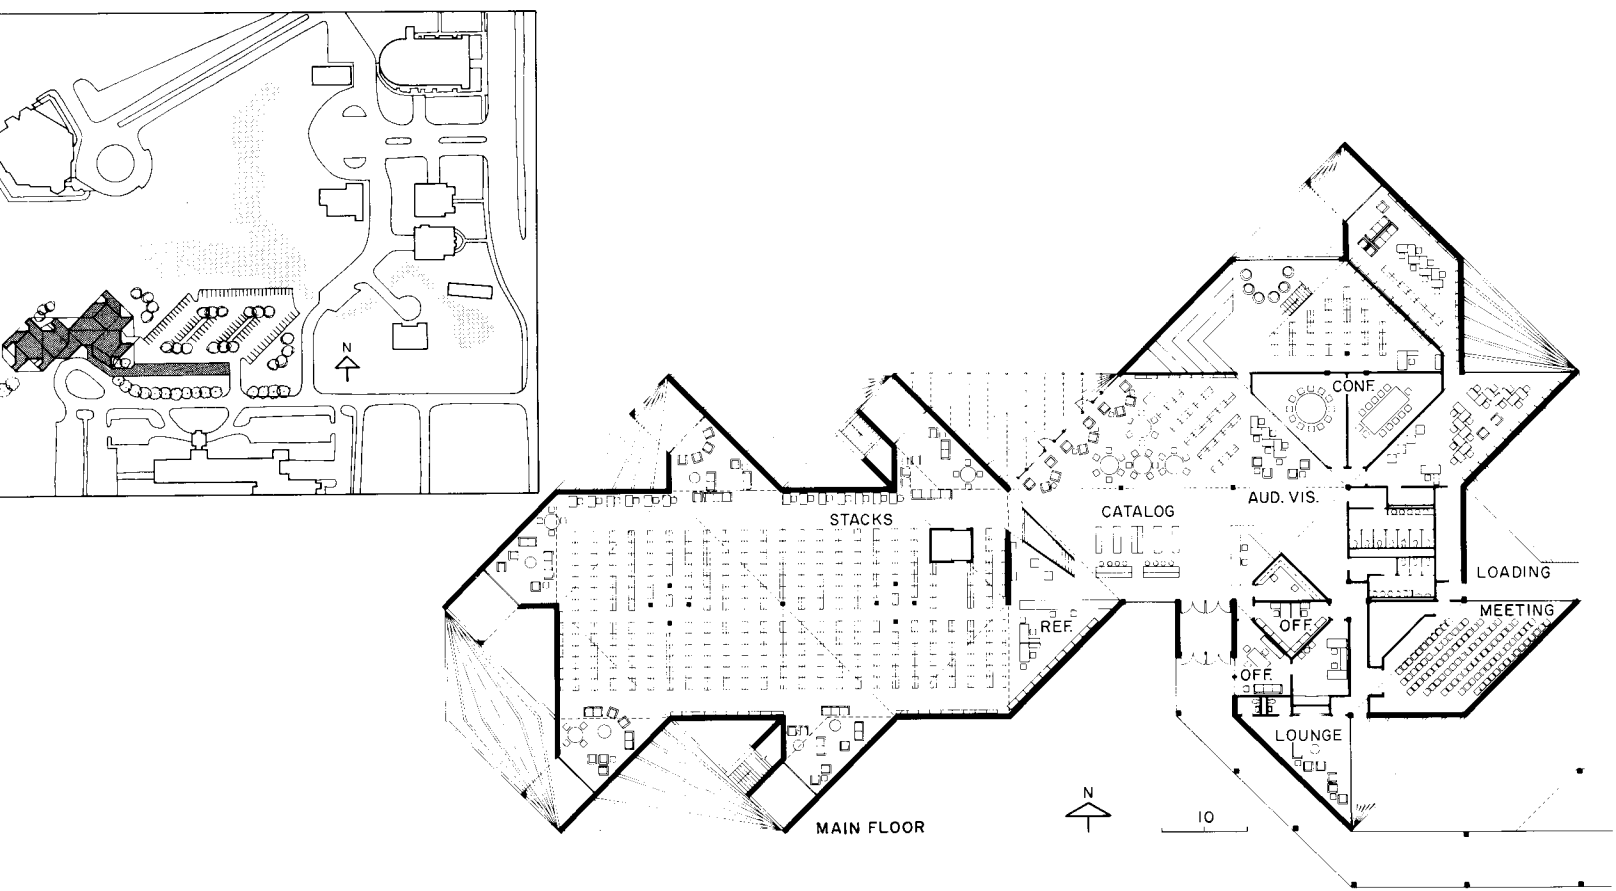 N
CONF.
STACKS
CATALOG
AUD. VIS.
LOADING
MEETING
REF.
OFF.
OFF.
LOUNGE
N
10
MAIN FLOOR